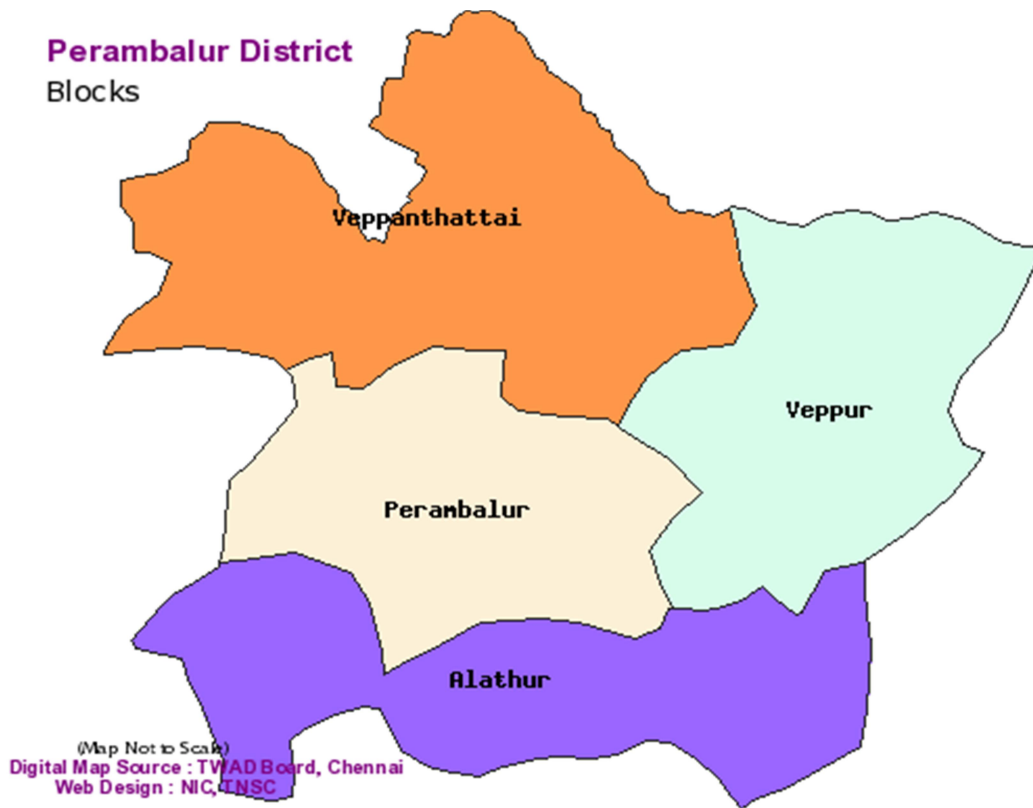 Perambalur District
Blocks
Veppanthattai
Veppur
Perambalur
Alathur
(Map Not to Scale)
Digital Map Source : TWAD Board, Chennai
Web Design : NIC, TNSC